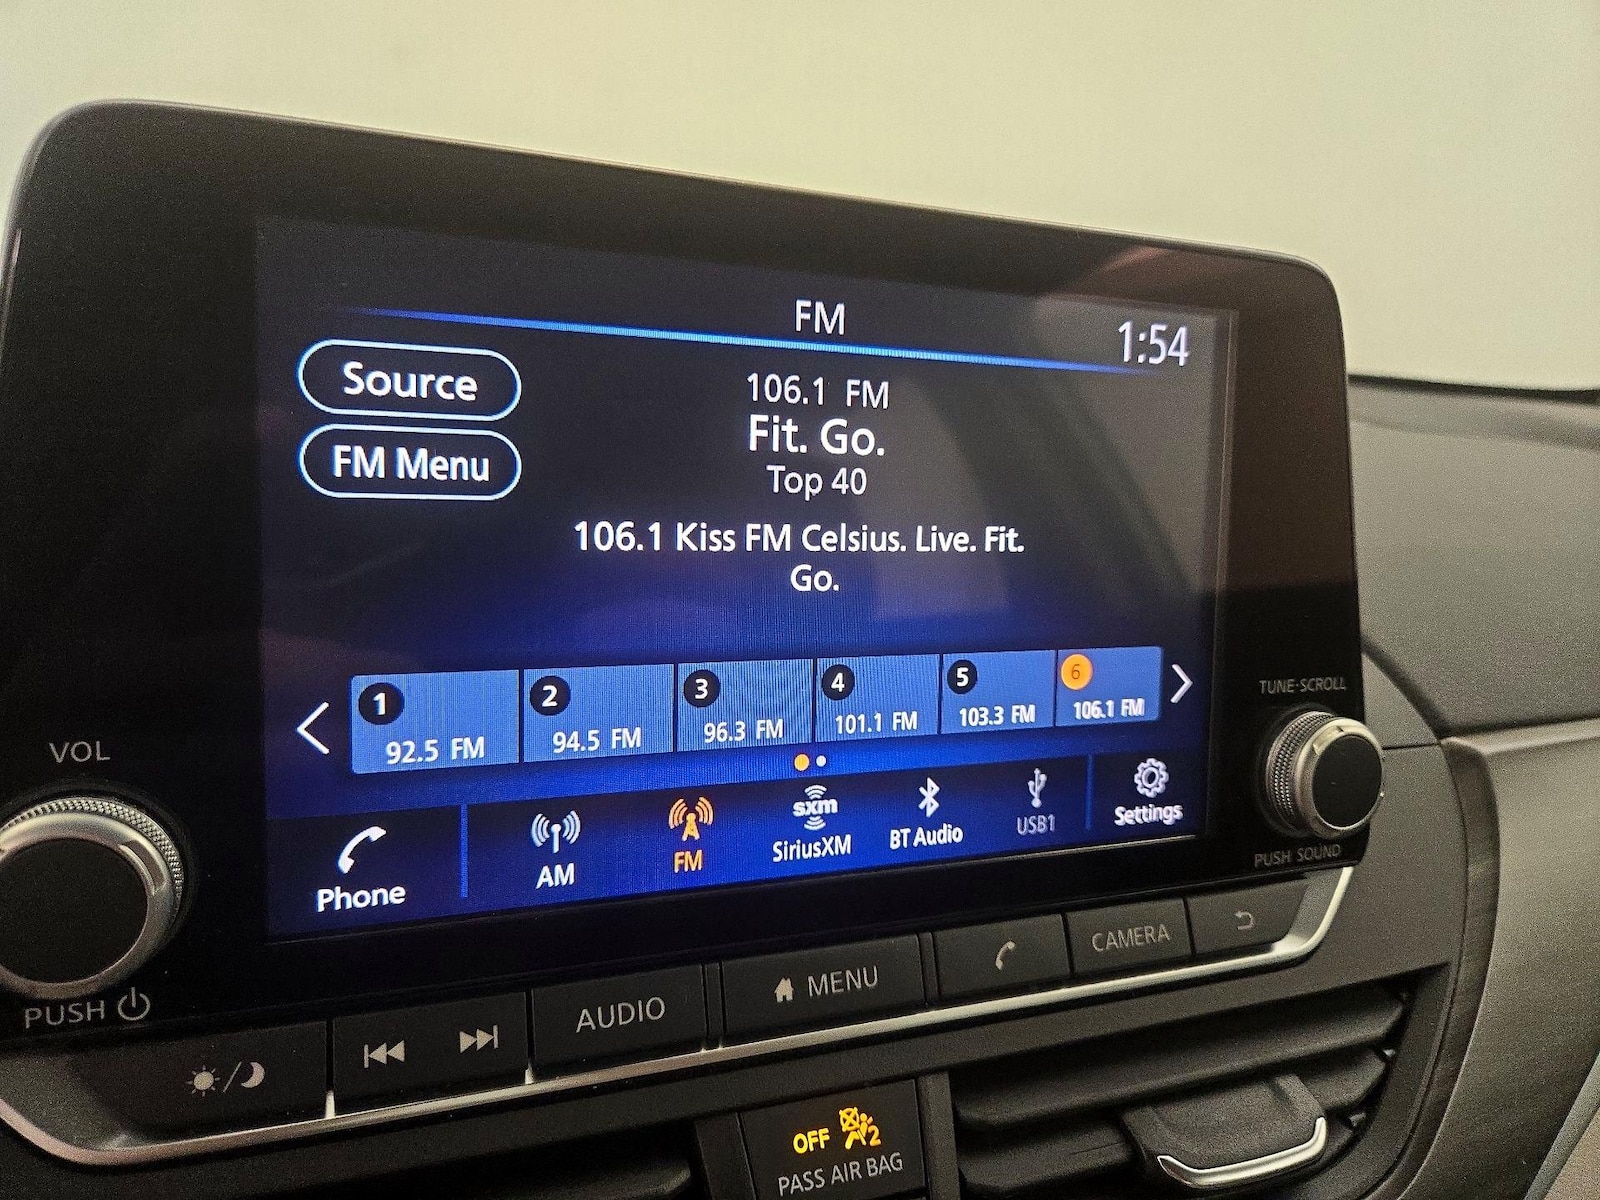 FM
1:54
Source
FM Menu
106.1 FM
Fit. Go.
Top 40
106.1 Kiss FM Celsius. Live. Fit.
Go.
1
92.5 FM
2
94.5 FM
3
96.3 FM
4
101.1 FM
5
103.3 FM
6
106.1 FM
Phone
AM
FM
sxm
SiriusXM
BT Audio
USB1
Settings
VOL
PUSH
TUNE·SCROLL
PUSH SOUND
AUDIO
MENU
CAMERA
OFF
2
PASS AIR BAG